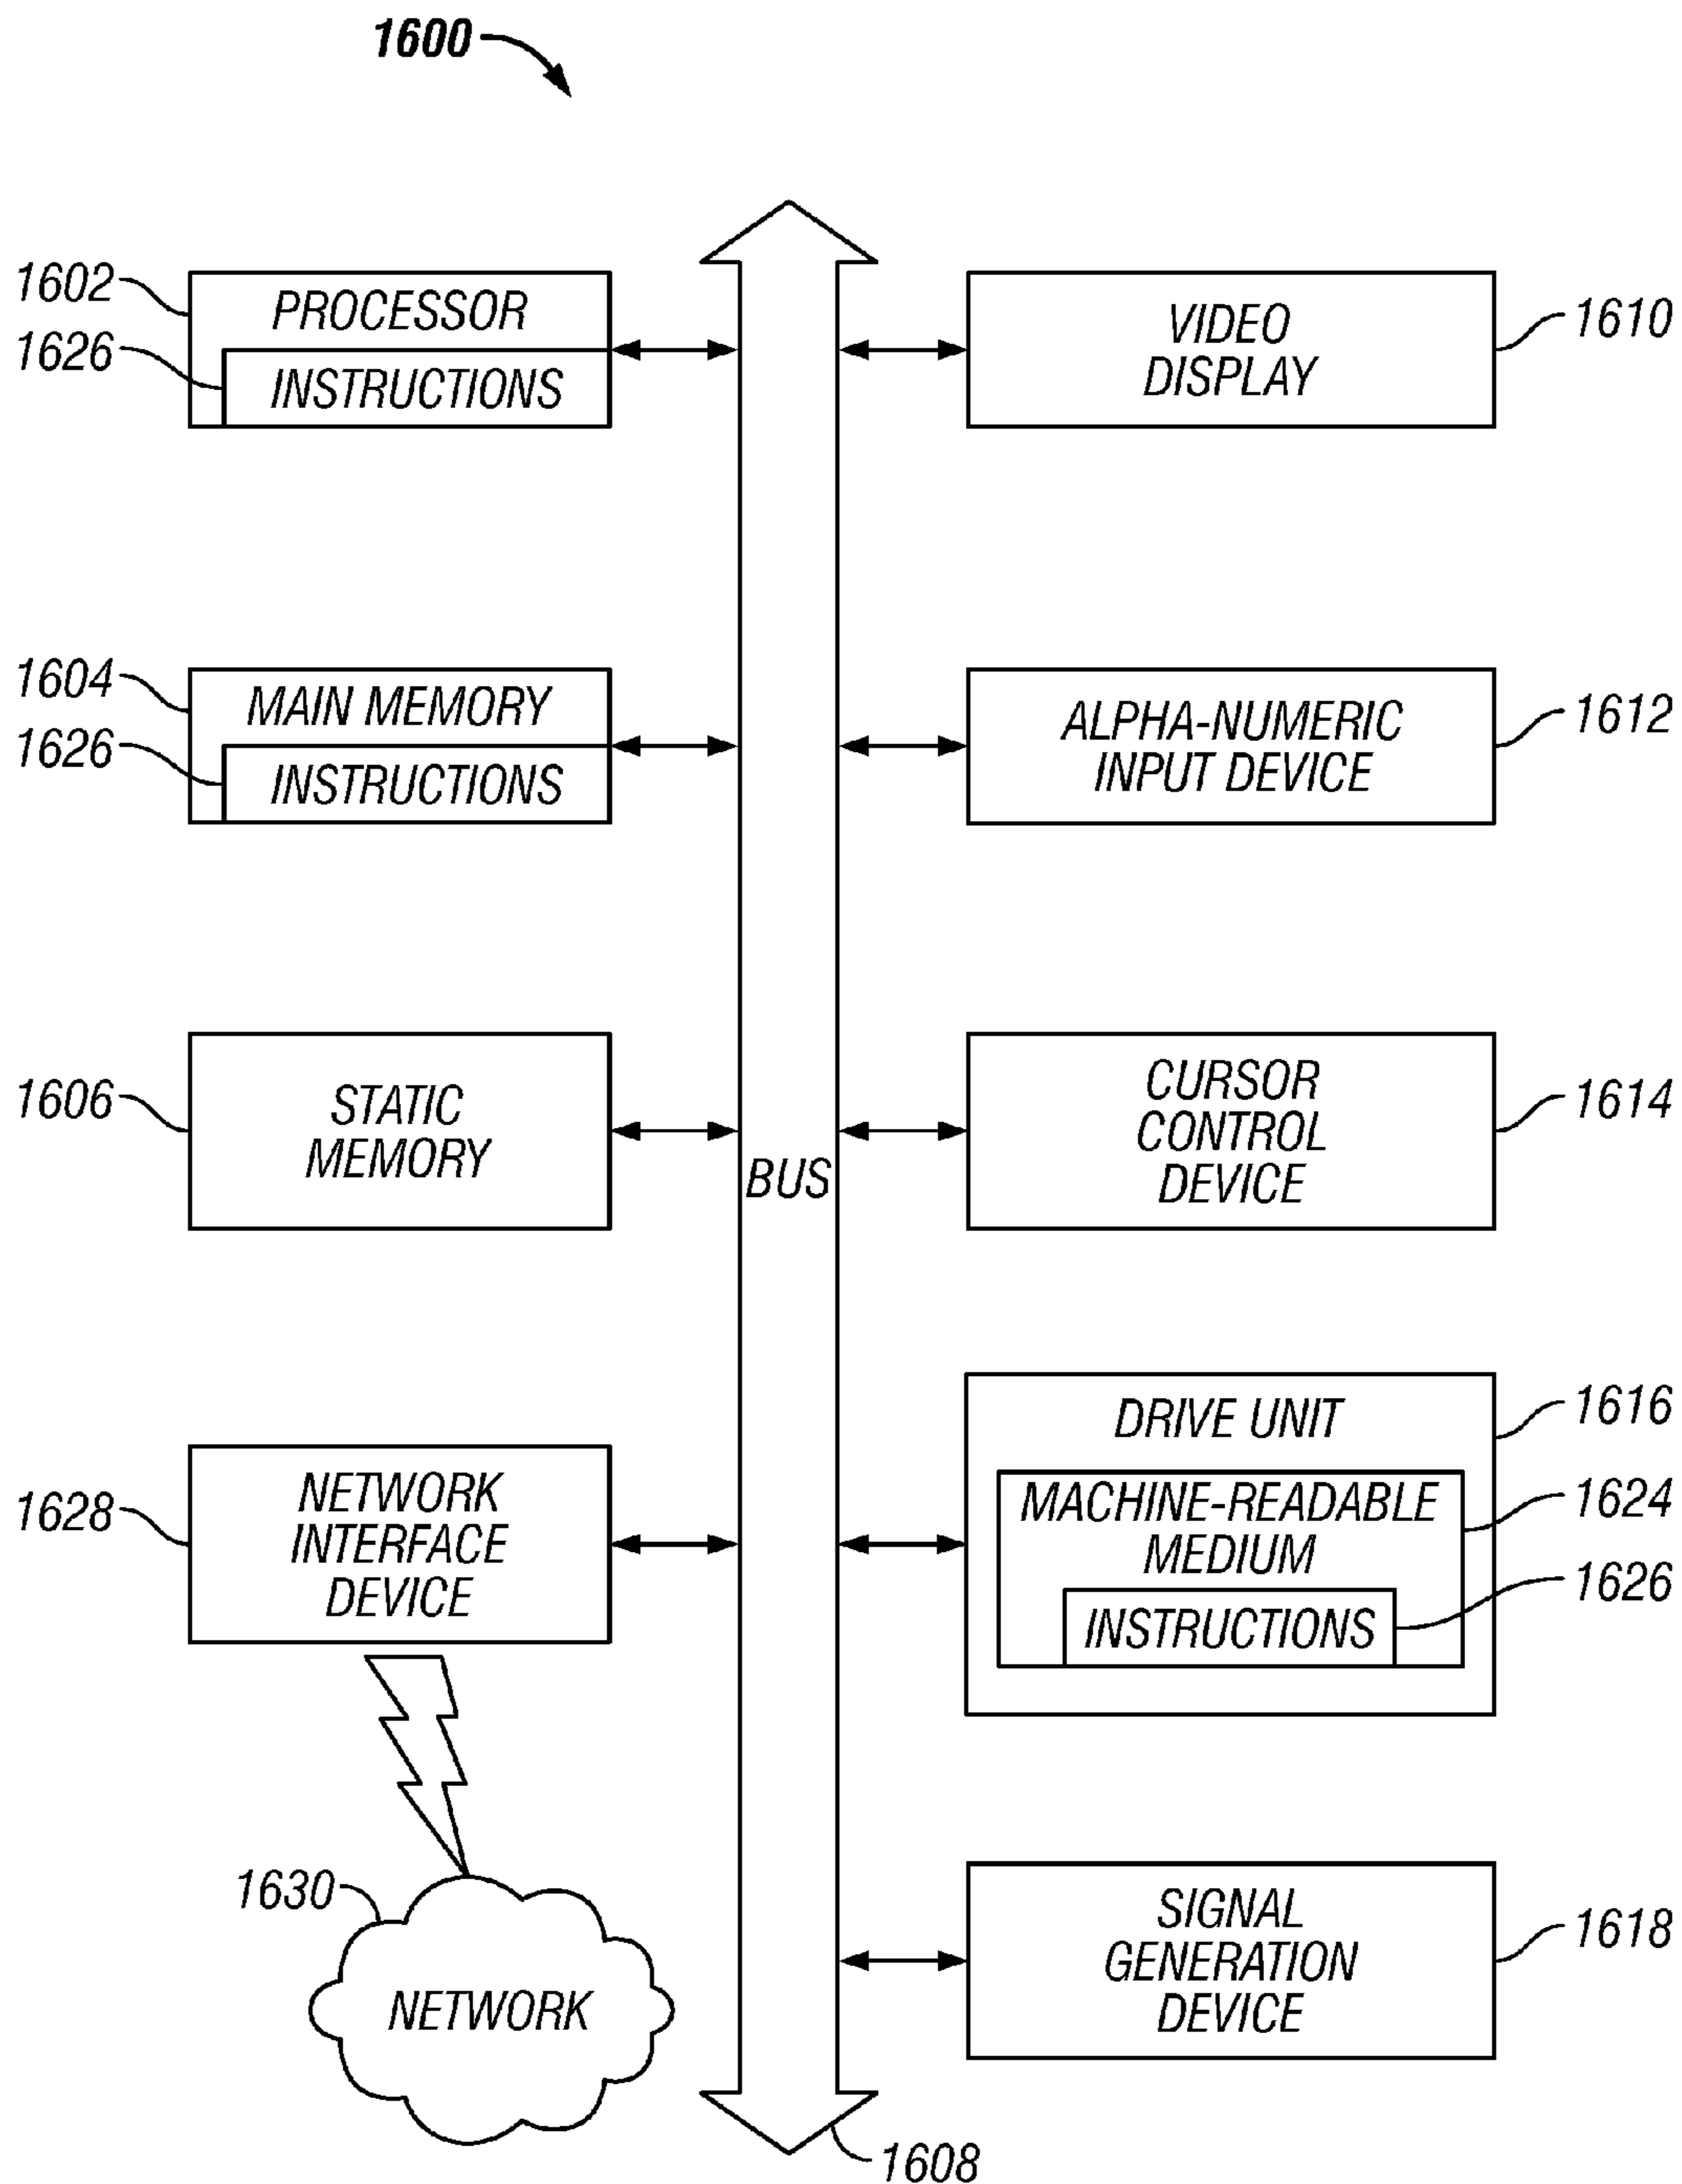 1600
1602
PROCESSOR
1626
INSTRUCTIONS
VIDEO
DISPLAY
1610
1604
MAIN MEMORY
1626
INSTRUCTIONS
ALPHA-NUMERIC
INPUT DEVICE
1612
1606
STATIC
MEMORY
BUS
CURSOR
CONTROL
DEVICE
1614
1628
NETWORK
INTERFACE
DEVICE
DRIVE UNIT
1616
MACHINE-READABLE
MEDIUM
1624
INSTRUCTIONS
1626
1630
NETWORK
SIGNAL
GENERATION
DEVICE
1618
1608